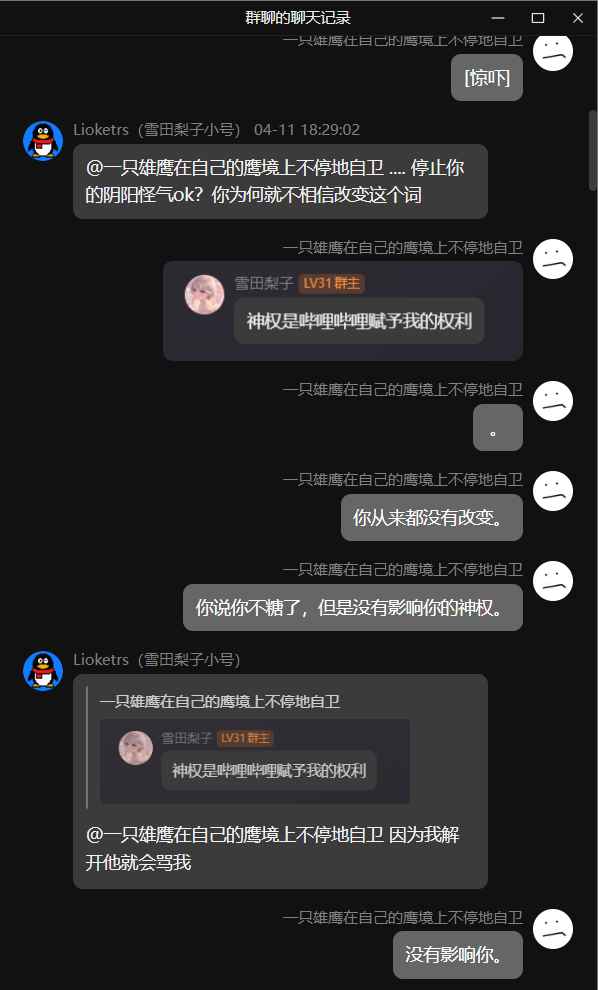 群聊的聊天记录
一只雄鹰在自己的鹰境上不停地自卫
[惊吓]
Lioketrs（雪田梨子小号） 04-11 18:29:02
@一只雄鹰在自己的鹰境上不停地自卫 .... 停止你
的阴阳怪气ok？你为何就不相信改变这个词
一只雄鹰在自己的鹰境上不停地自卫
雪田梨子 LV31 群主
神权是哔哩哔哩赋予我的权利
一只雄鹰在自己的鹰境上不停地自卫
。
一只雄鹰在自己的鹰境上不停地自卫
你从来都没有改变。
一只雄鹰在自己的鹰境上不停地自卫
你说你不糖了，但是没有影响你的神权。
Lioketrs（雪田梨子小号）
一只雄鹰在自己的鹰境上不停地自卫
雪田梨子 LV31 群主
神权是哔哩哔哩赋予我的权利
@一只雄鹰在自己的鹰境上不停地自卫 因为我解
开他就会骂我
一只雄鹰在自己的鹰境上不停地自卫
没有影响你。